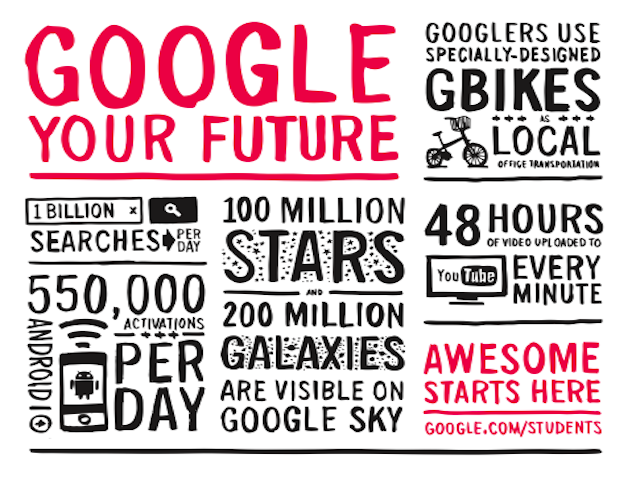 GOOGLE
YOUR FUTURE
1 BILLION x
SEARCHES PER DAY
550,000
ACTIVATIONS
ANDROID
PER
DAY
100 MILLION
STARS
AND
200 MILLION
GALAXIES
ARE VISIBLE ON
GOOGLE SKY
GOOGLERS USE
SPECIALLY-DESIGNED
GBIKES
AS
LOCAL
OFFICE TRANSPORTATION
48 HOURS
OF VIDEO UPLOADED TO
YouTube
EVERY
MINUTE
AWESOME
STARTS HERE
GOOGLE.COM/STUDENTS